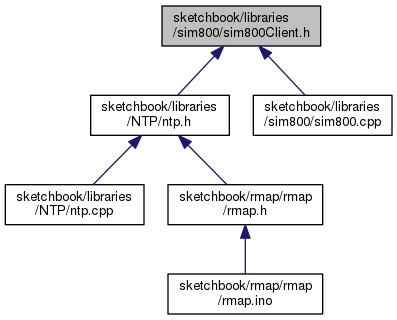 sketchbook/libraries
/sim800/sim800Client.h
sketchbook/libraries
/NTP/ntp.h
sketchbook/libraries
/sim800/sim800.cpp
sketchbook/libraries
/NTP/ntp.cpp
sketchbook/rmap/rmap
/rmap.h
sketchbook/rmap/rmap
/rmap.ino